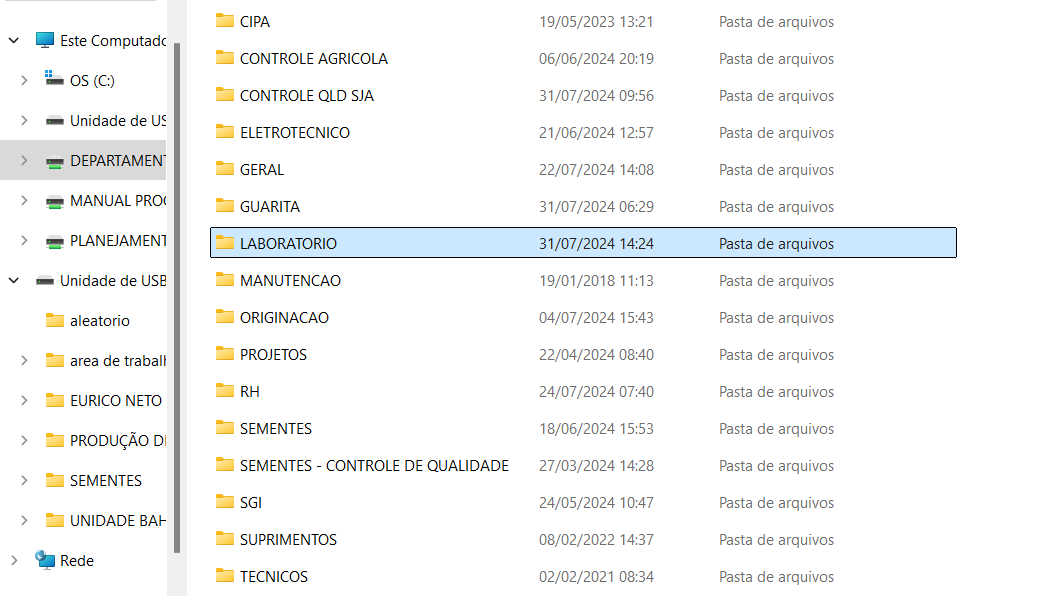 Este Computado
OS (C:)
Unidade de US
DEPARTAMENT
MANUAL PROC
PLANEJAMENT
Unidade de USB
aleatorio
area de trabalh
EURICO NETO
PRODUÇÃO DE
SEMENTES
UNIDADE BAH
Rede
CIPA 19/05/2023 13:21 Pasta de arquivos
CONTROLE AGRICOLA 06/06/2024 20:19 Pasta de arquivos
CONTROLE QLD SJA 31/07/2024 09:56 Pasta de arquivos
ELETROTECNICO 21/06/2024 12:57 Pasta de arquivos
GERAL 22/07/2024 14:08 Pasta de arquivos
GUARITA 31/07/2024 06:29 Pasta de arquivos
LABORATORIO 31/07/2024 14:24 Pasta de arquivos
MANUTENCAO 19/01/2018 11:13 Pasta de arquivos
ORIGINACAO 04/07/2024 15:43 Pasta de arquivos
PROJETOS 22/04/2024 08:40 Pasta de arquivos
RH 24/07/2024 07:40 Pasta de arquivos
SEMENTES 18/06/2024 15:53 Pasta de arquivos
SEMENTES - CONTROLE DE QUALIDADE 27/03/2024 14:28 Pasta de arquivos
SGI 24/05/2024 10:47 Pasta de arquivos
SUPRIMENTOS 08/02/2022 14:37 Pasta de arquivos
TECNICOS 02/02/2021 08:34 Pasta de arquivos